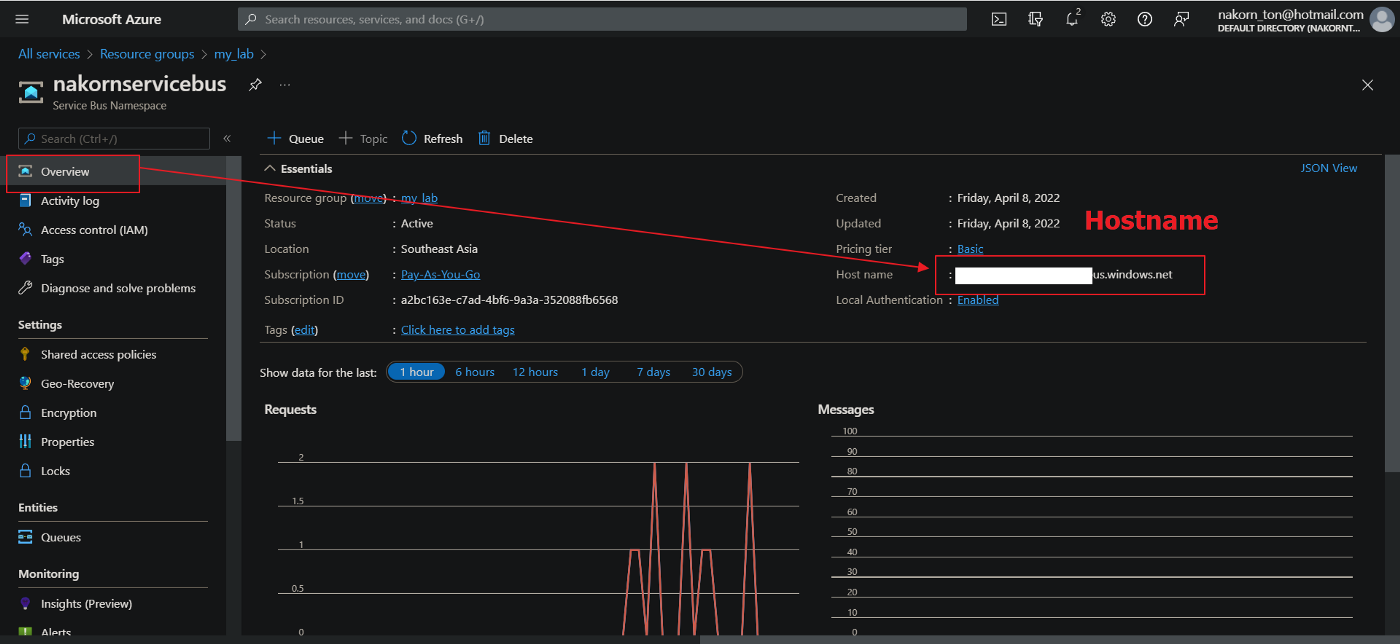 Microsoft Azure
Search resources, services, and docs (G+/)
2
nakorn_ton@hotmail.com
DEFAULT DIRECTORY (NAKORNT...
All services > Resource groups > my_lab >
nakornservicebus
...
Service Bus Namespace
Search (Ctrl+/)
«
Queue
Topic
Refresh
Delete
Overview
Activity log
Access control (IAM)
Tags
Diagnose and solve problems
Settings
Shared access policies
Geo-Recovery
Encryption
Properties
Locks
Entities
Queues
Monitoring
Insights (Preview)
Alerts
Essentials
JSON View
Resource group (move) : my_lab
Status : Active
Location : Southeast Asia
Subscription (move) : Pay-As-You-Go
Subscription ID : a2bc163e-c7ad-4bf6-9a3a-352088fb6568
Tags (edit) : Click here to add tags
Created : Friday, April 8, 2022
Updated : Friday, April 8, 2022
Hostname
Pricing tier : Basic
Host name : us.windows.net
Local Authentication : Enabled
Show data for the last: 1 hour 6 hours 12 hours 1 day 7 days 30 days
Requests
2
1.5
1
0.5
0
Messages
100
90
80
70
60
50
40
30
20
10
0